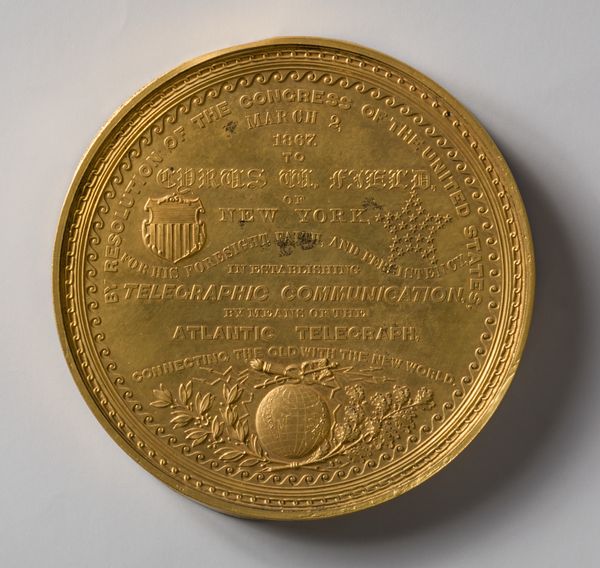 BY RESOLUTION OF THE CONGRESS OF THE UNITED STATES,
MARCH 2,
1867.
TO
CYRUS W. FIELD,
OF
NEW YORK,
FOR HIS FORESIGHT, FAITH, AND PERSISTENCY,
IN ESTABLISHING
TELEGRAPHIC COMMUNICATION,
BY MEANS OF THE
ATLANTIC TELEGRAPH,
CONNECTING THE OLD WITH THE NEW WORLD.